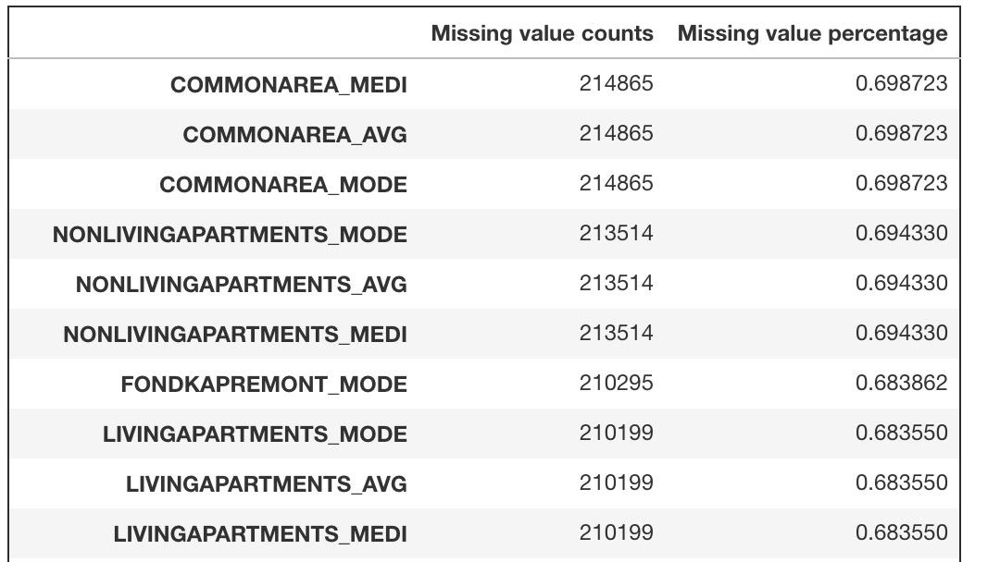 Missing value counts Missing value percentage
COMMONAREA_MEDI 214865 0.698723
COMMONAREA_AVG 214865 0.698723
COMMONAREA_MODE 214865 0.698723
NONLIVINGAPARTMENTS_MODE 213514 0.694330
NONLIVINGAPARTMENTS_AVG 213514 0.694330
NONLIVINGAPARTMENTS_MEDI 213514 0.694330
FONDKAPREMONT_MODE 210295 0.683862
LIVINGAPARTMENTS_MODE 210199 0.683550
LIVINGAPARTMENTS_AVG 210199 0.683550
LIVINGAPARTMENTS_MEDI 210199 0.683550